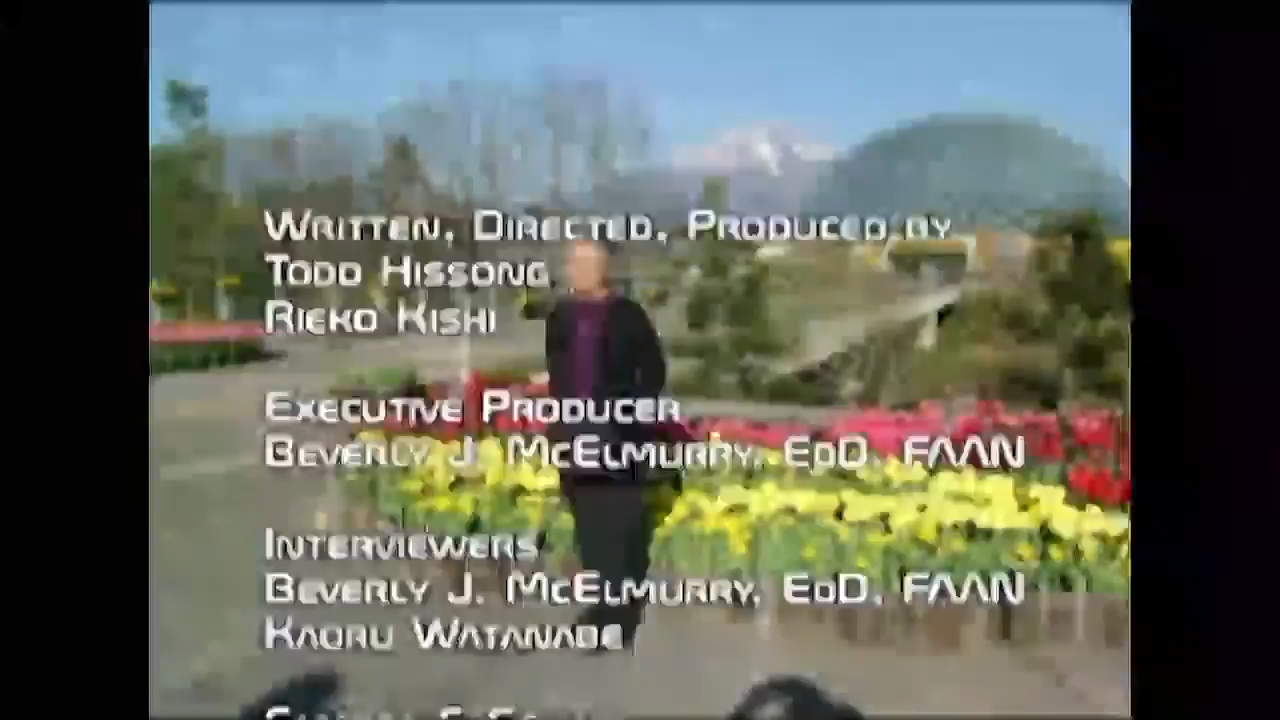 Written, Directed, Produced by
Todd Hissong
Rieko Kishi
Executive Producer
Beverly J. McElmurry, EdD, FAAN
Interviewers
Beverly J. McElmurry, EdD, FAAN
Kaoru Watanabe